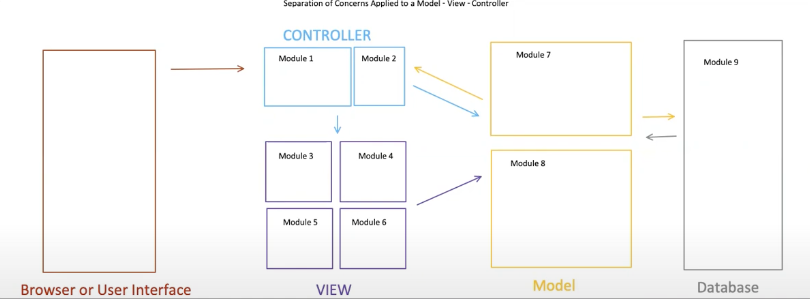 Separation of Concerns Applied to a Model - View - Controller
CONTROLLER
Module 1
Module 2
Module 7
Module 9
Module 3
Module 4
Module 8
Module 5
Module 6
Browser or User Interface
VIEW
Model
Database